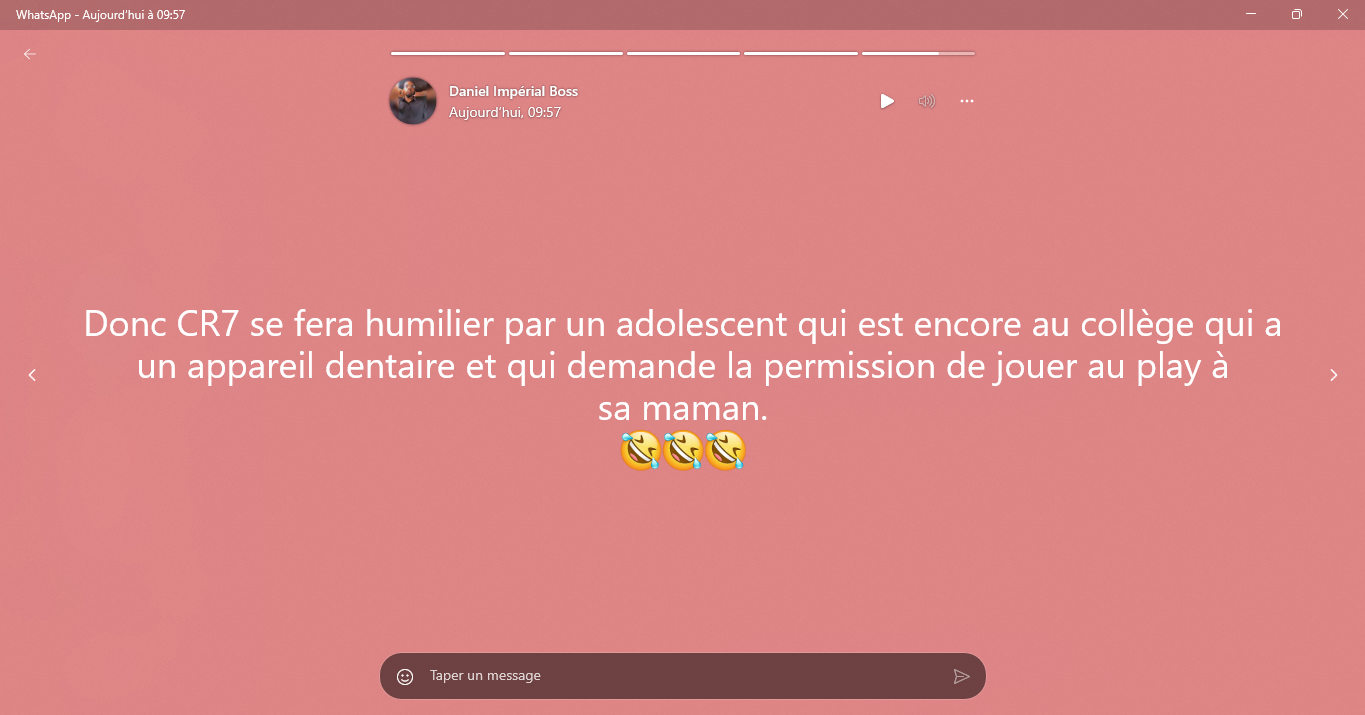 WhatsApp - Aujourd'hui à 09:57
Daniel Impérial Boss
Aujourd'hui, 09:57
Donc CR7 se fera humilier par un adolescent qui est encore au collège qui a
un appareil dentaire et qui demande la permission de jouer au play à
sa maman.
🤣🤣🤣
Taper un message